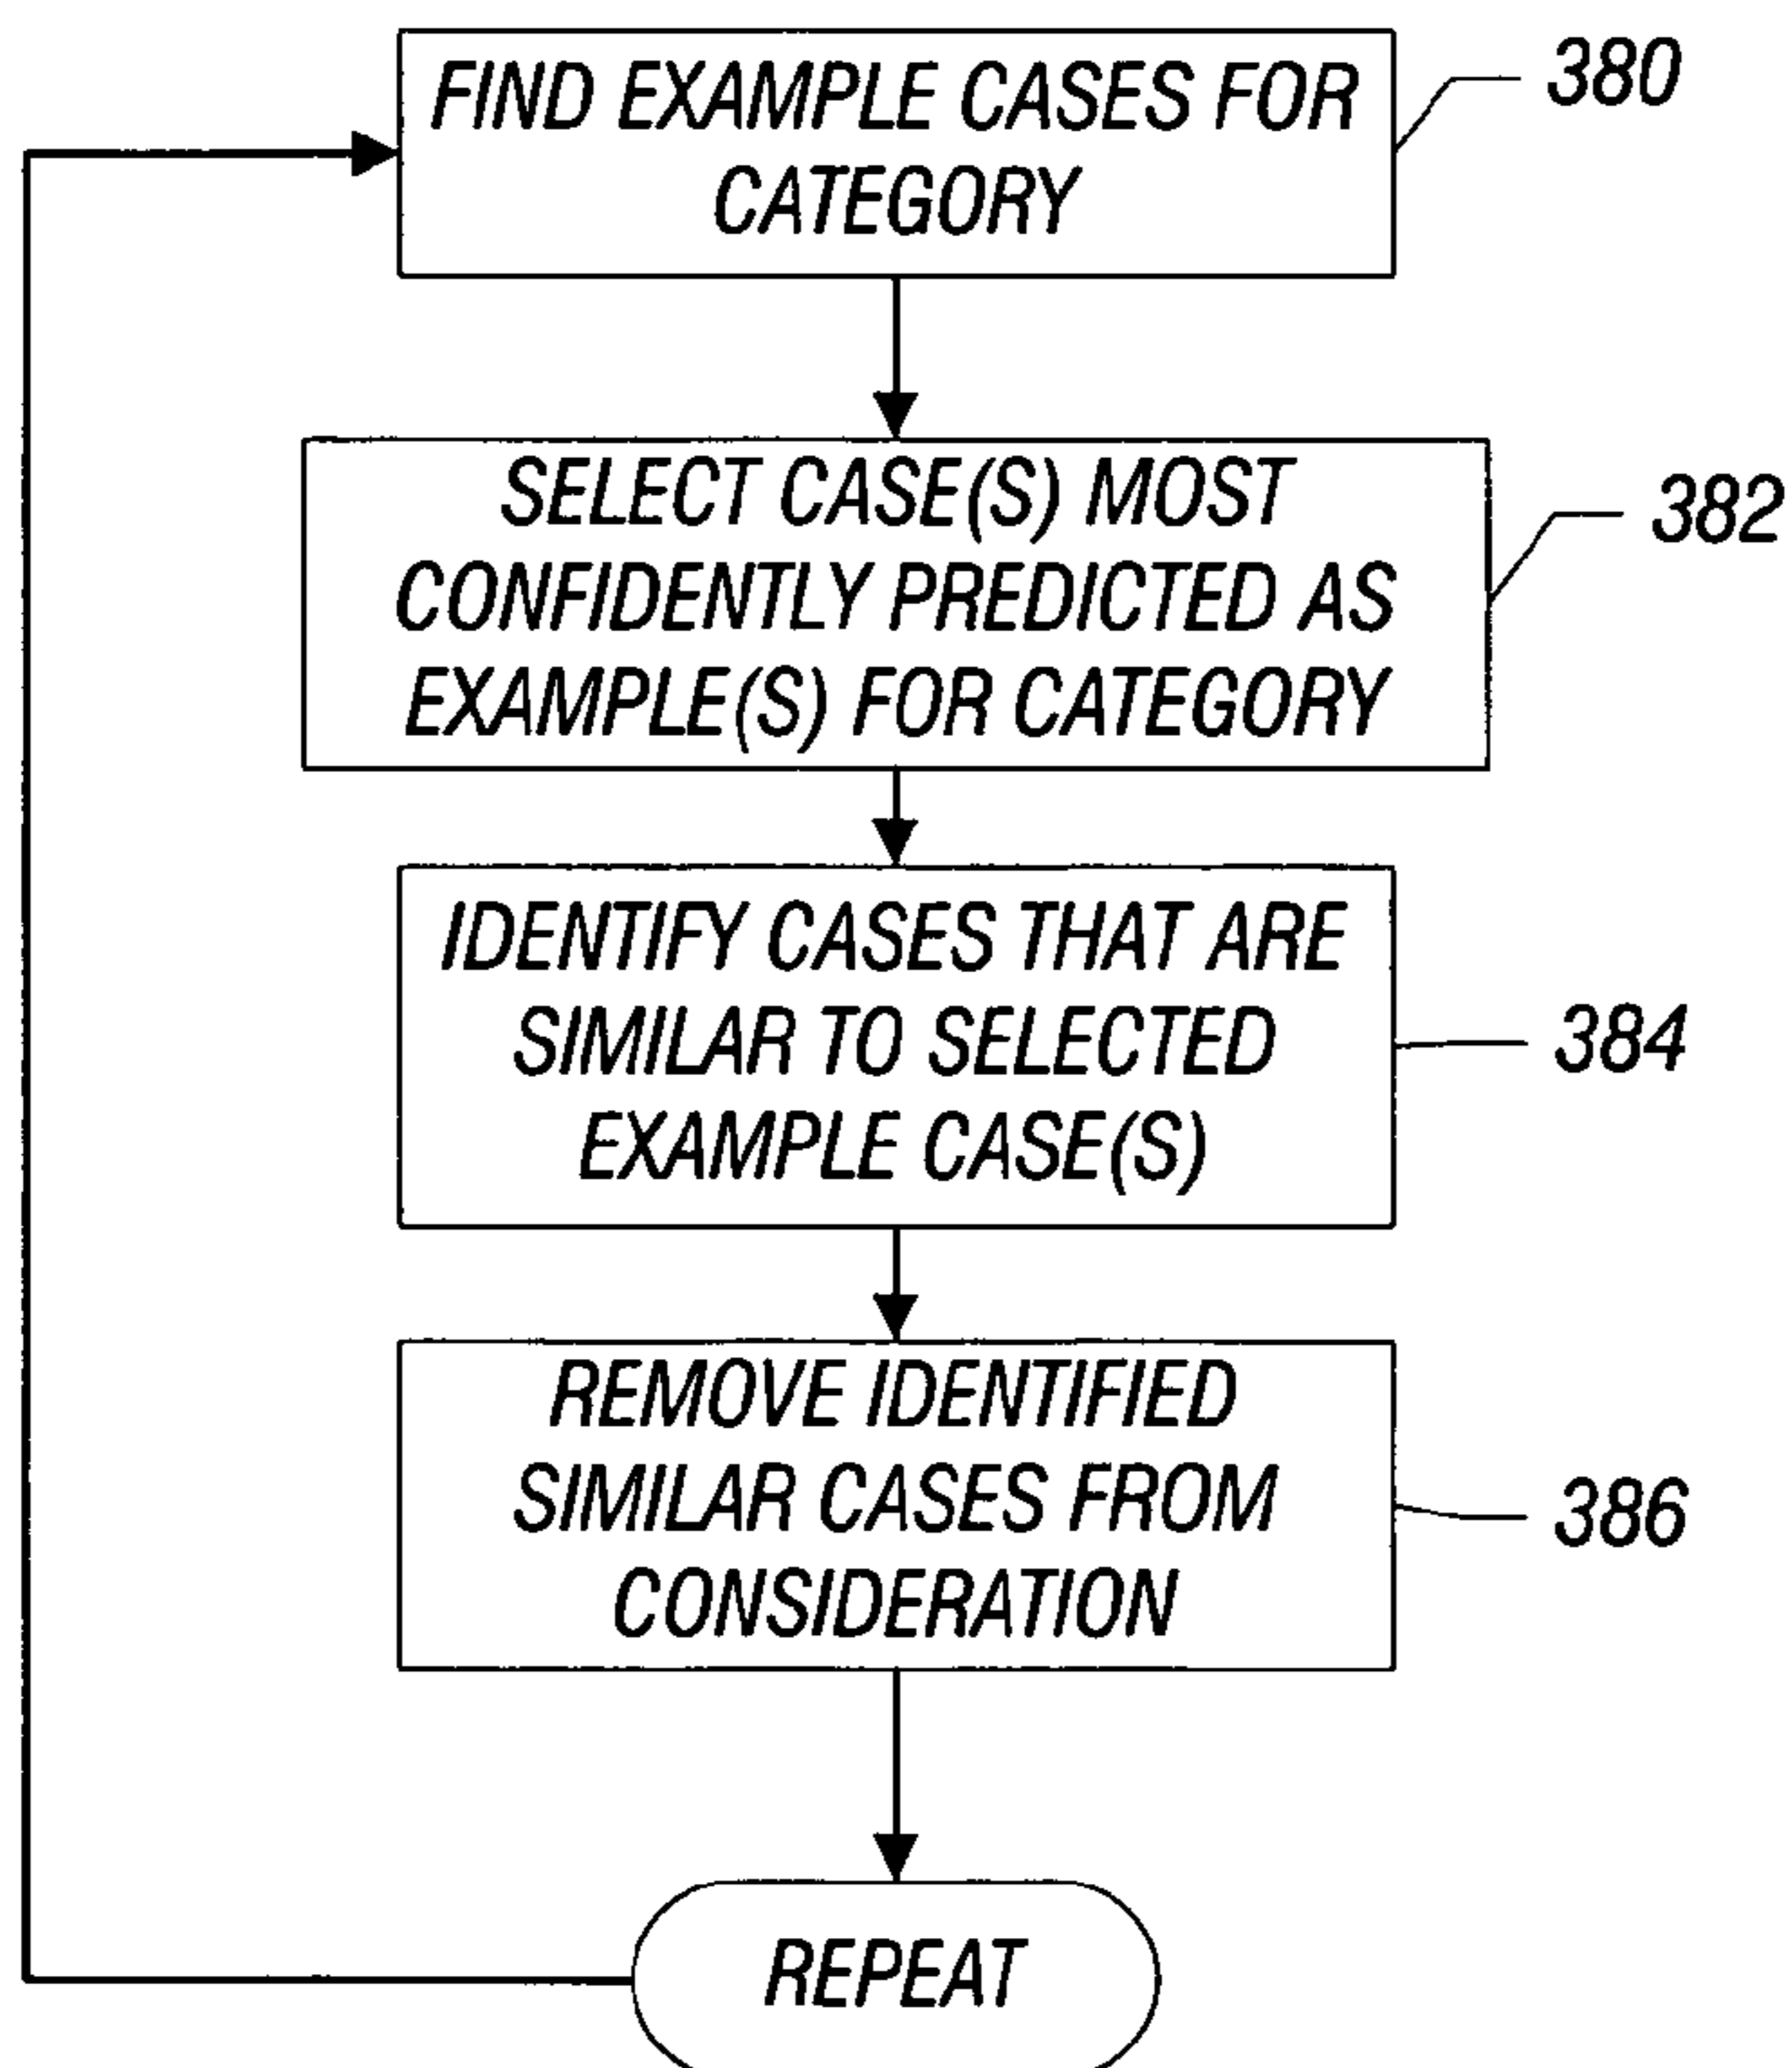 FIND EXAMPLE CASES FOR
CATEGORY
380
SELECT CASE(S) MOST
CONFIDENTLY PREDICTED AS
EXAMPLE(S) FOR CATEGORY
382
IDENTIFY CASES THAT ARE
SIMILAR TO SELECTED
EXAMPLE CASE(S)
384
REMOVE IDENTIFIED
SIMILAR CASES FROM
CONSIDERATION
386
REPEAT